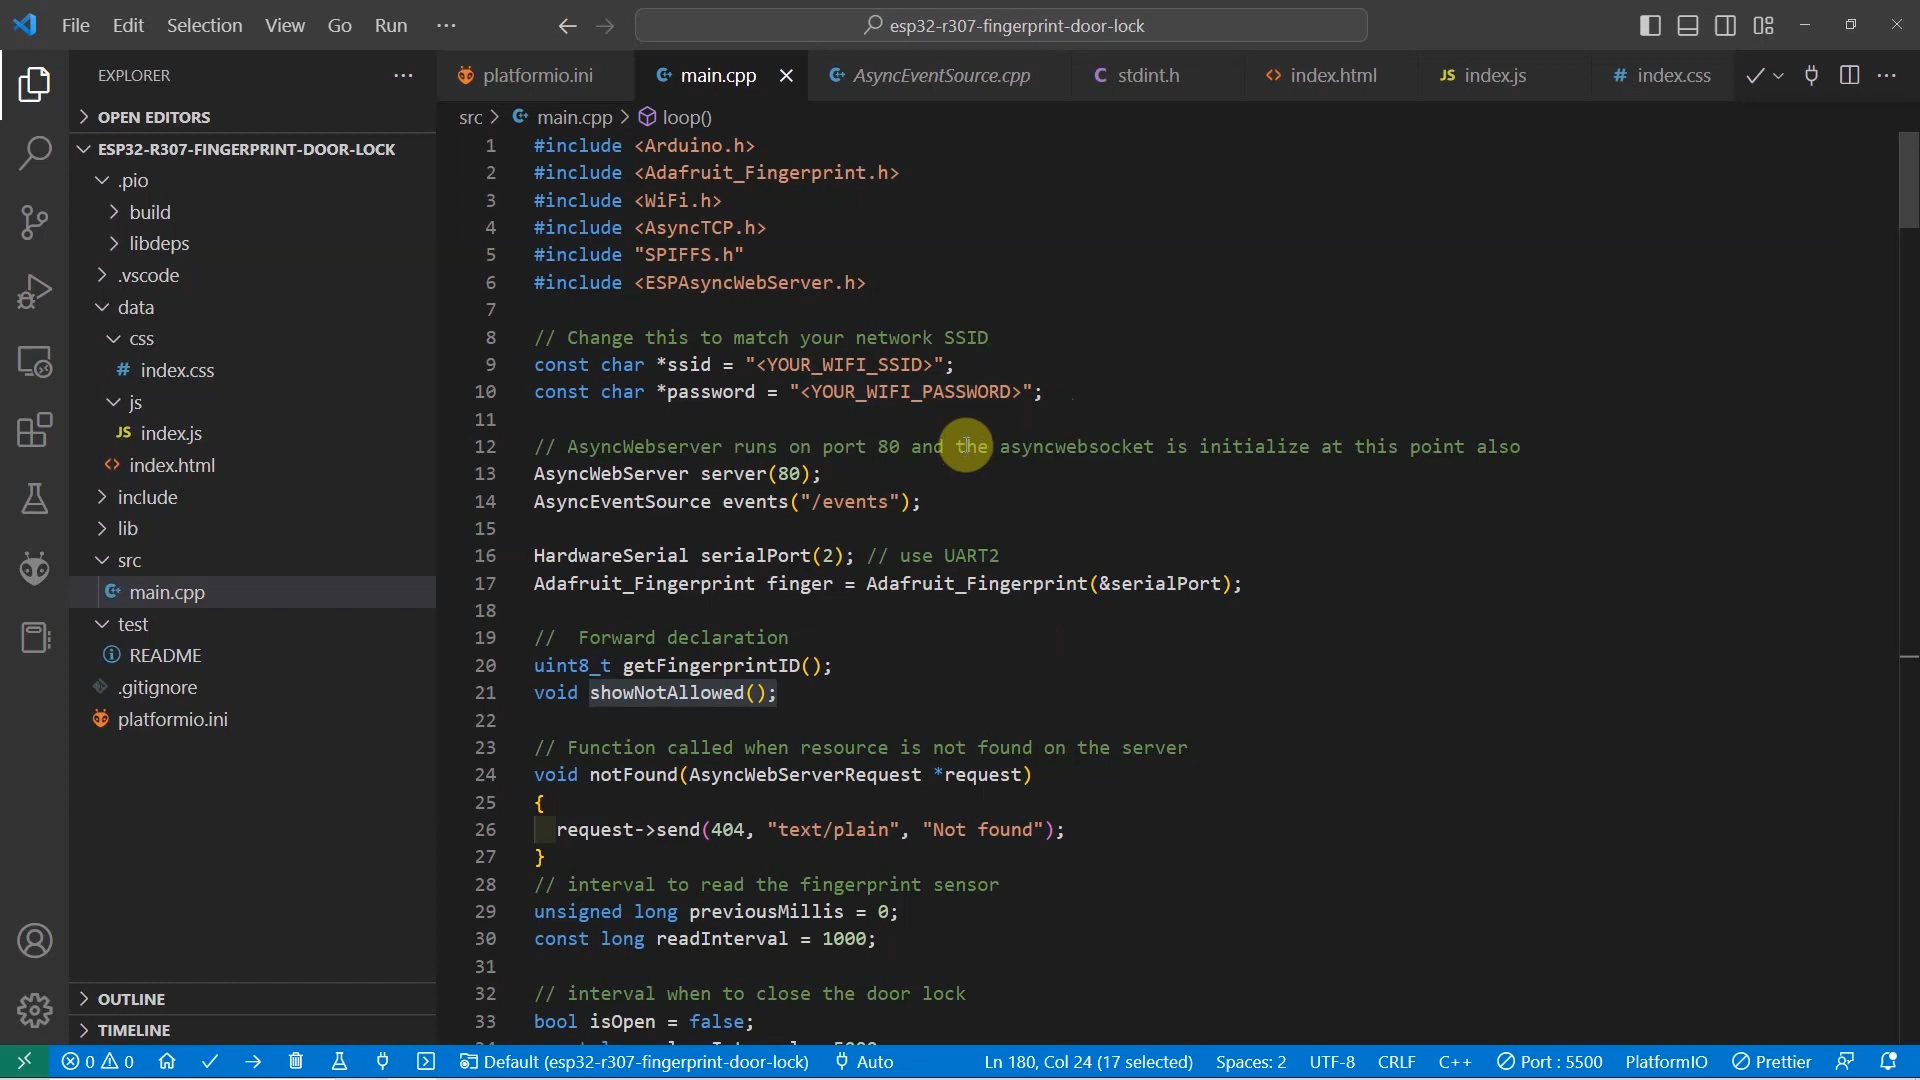 File Edit Selection View Go Run ···
esp32-r307-fingerprint-door-lock
EXPLORER
OPEN EDITORS
ESP32-R307-FINGERPRINT-DOOR-LOCK
.pio
build
libdeps
.vscode
data
css
# index.css
js
JS index.js
<> index.html
include
lib
src
main.cpp
test
README
.gitignore
platformio.ini
OUTLINE
TIMELINE
platformio.ini main.cpp AsyncEventSource.cpp C stdint.h <> index.html JS index.js # index.css
src > main.cpp > loop()
1 #include <Arduino.h>
2 #include <Adafruit_Fingerprint.h>
3 #include <WiFi.h>
4 #include <AsyncTCP.h>
5 #include "SPIFFS.h"
6 #include <ESPAsyncWebServer.h>
7
8 // Change this to match your network SSID
9 const char *ssid = "<YOUR_WIFI_SSID>";
10 const char *password = "<YOUR_WIFI_PASSWORD>";
11
12 // AsyncWebserver runs on port 80 and the asyncwebsocket is initialize at this point also
13 AsyncWebServer server(80);
14 AsyncEventSource events("/events");
15
16 HardwareSerial serialPort(2); // use UART2
17 Adafruit_Fingerprint finger = Adafruit_Fingerprint(&serialPort);
18
19 //  Forward declaration
20 uint8_t getFingerprintID();
21 void showNotAllowed();
22
23 // Function called when resource is not found on the server
24 void notFound(AsyncWebServerRequest *request)
25 {
26   request->send(404, "text/plain", "Not found");
27 }
28 // interval to read the fingerprint sensor
29 unsigned long previousMillis = 0;
30 const long readInterval = 1000;
31
32 // interval when to close the door lock
33 bool isOpen = false;
0 0 Default (esp32-r307-fingerprint-door-lock) Auto Ln 180, Col 24 (17 selected) Spaces: 2 UTF-8 CRLF C++ Port : 5500 PlatformIO Prettier